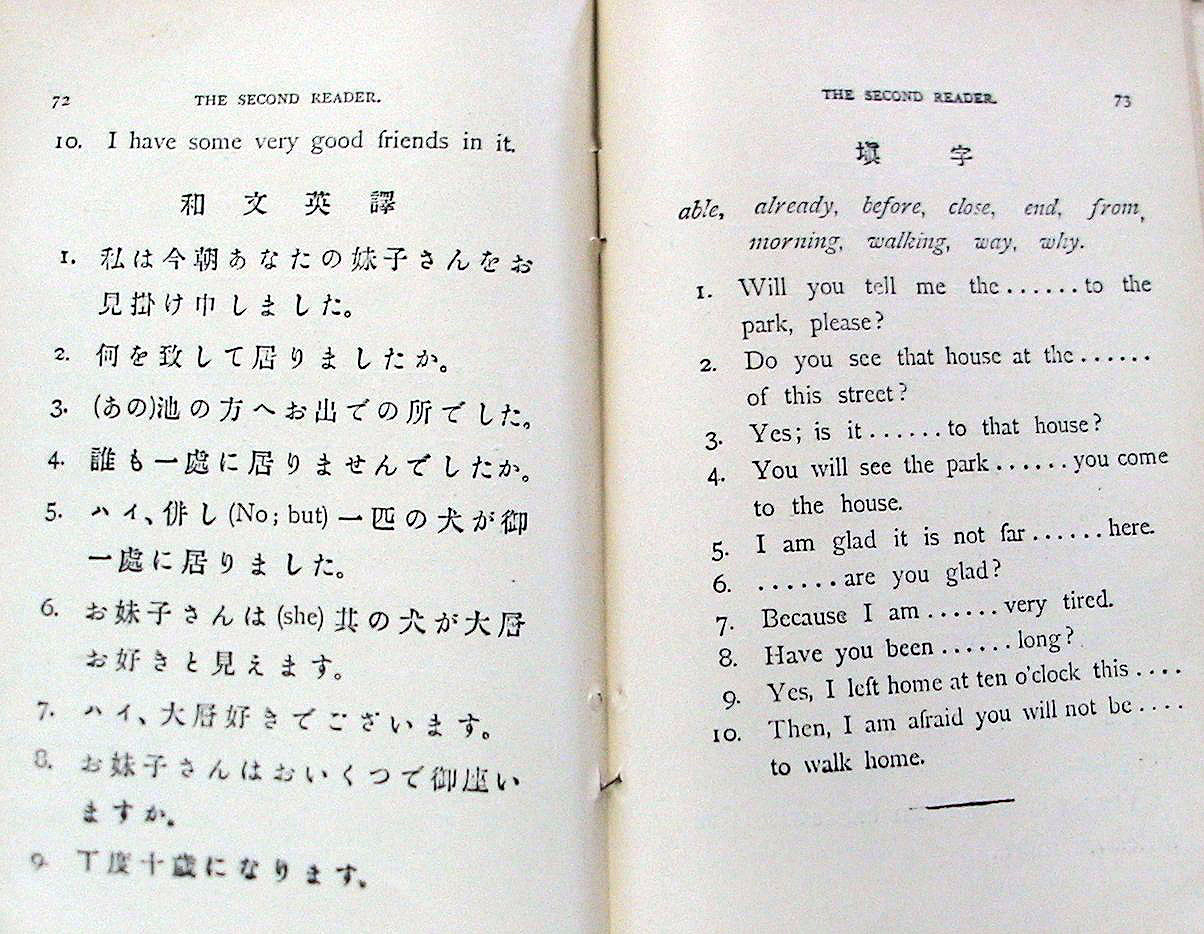 72 THE SECOND READER.
10. I have some very good friends in it.
和文英譯
1. 私は今朝あなたの妹子さんをお
見掛け申しました。
2. 何を致して居りましたか。
3. (あの)池の方へお出での所でした。
4. 誰も一處に居りませんでしたか。
5. ハイ、併し (No; but) 一匹の犬が御
一處に居りました。
6. お妹子さんは (she) 其の犬が大層
お好きと見えます。
7. ハイ、大層好きでございます。
8. お妹子さんはおいくつで御座い
ますか。
9. 丁度十歳になります。
THE SECOND READER. 73
塡字
able, already, before, close, end, from,
morning, walking, way, why.
1. Will you tell me the......to the
park, please?
2. Do you see that house at the......
of this street?
3. Yes; is it......to that house?
4. You will see the park......you come
to the house.
5. I am glad it is not far......here.
6. ......are you glad?
7. Because I am......very tired.
8. Have you been......long?
9. Yes, I left home at ten o'clock this....
10. Then, I am afraid you will not be....
to walk home.